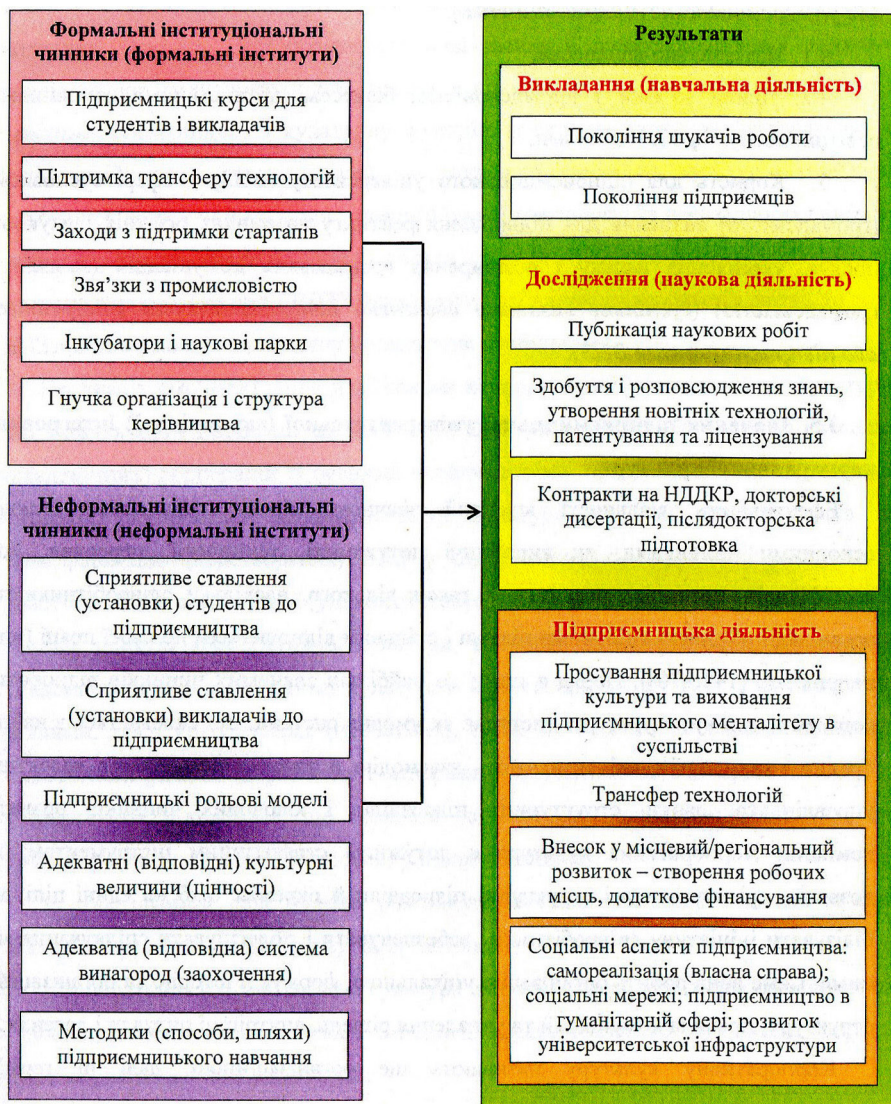 Формальні інституціональні
чинники (формальні інститути)
Підприємницькі курси для
студентів і викладачів
Підтримка трансферу технологій
Заходи з підтримки стартапів
Звя’зки з промисловістю
Інкубатори і наукові парки
Гнучка організація і структура
керівництва
Неформальні інституціональні
чинники (неформальні інститути)
Сприятливе ставлення
(установки) студентів до
підприємництва
Сприятливе ставлення
(установки) викладачів до
підприємництва
Підприємницькі рольові моделі
Адекватні (відповідні) культурні
величини (цінності)
Адекватна (відповідна) система
винагород (заохочення)
Методики (способи, шляхи)
підприємницького навчання
Результати
Викладання (навчальна діяльність)
Покоління шукачів роботи
Покоління підприємців
Дослідження (наукова діяльність)
Публікація наукових робіт
Здобуття і розповсюдження знань,
утворення новітніх технологій,
патентування та ліцензування
Контракти на НДДКР, докторські
дисертації, післядокторська
підготовка
Підприємницька діяльність
Просування підприємницької
культури та виховання
підприємницького менталітету в
суспільстві
Трансфер технологій
Внесок у місцевий/регіональний
розвиток – створення робочих
місць, додаткове фінансування
Соціальні аспекти підприємництва:
самореалізація (власна справа);
соціальні мережі; підприємництво в
гуманітарній сфері; розвиток
університетської інфраструктури